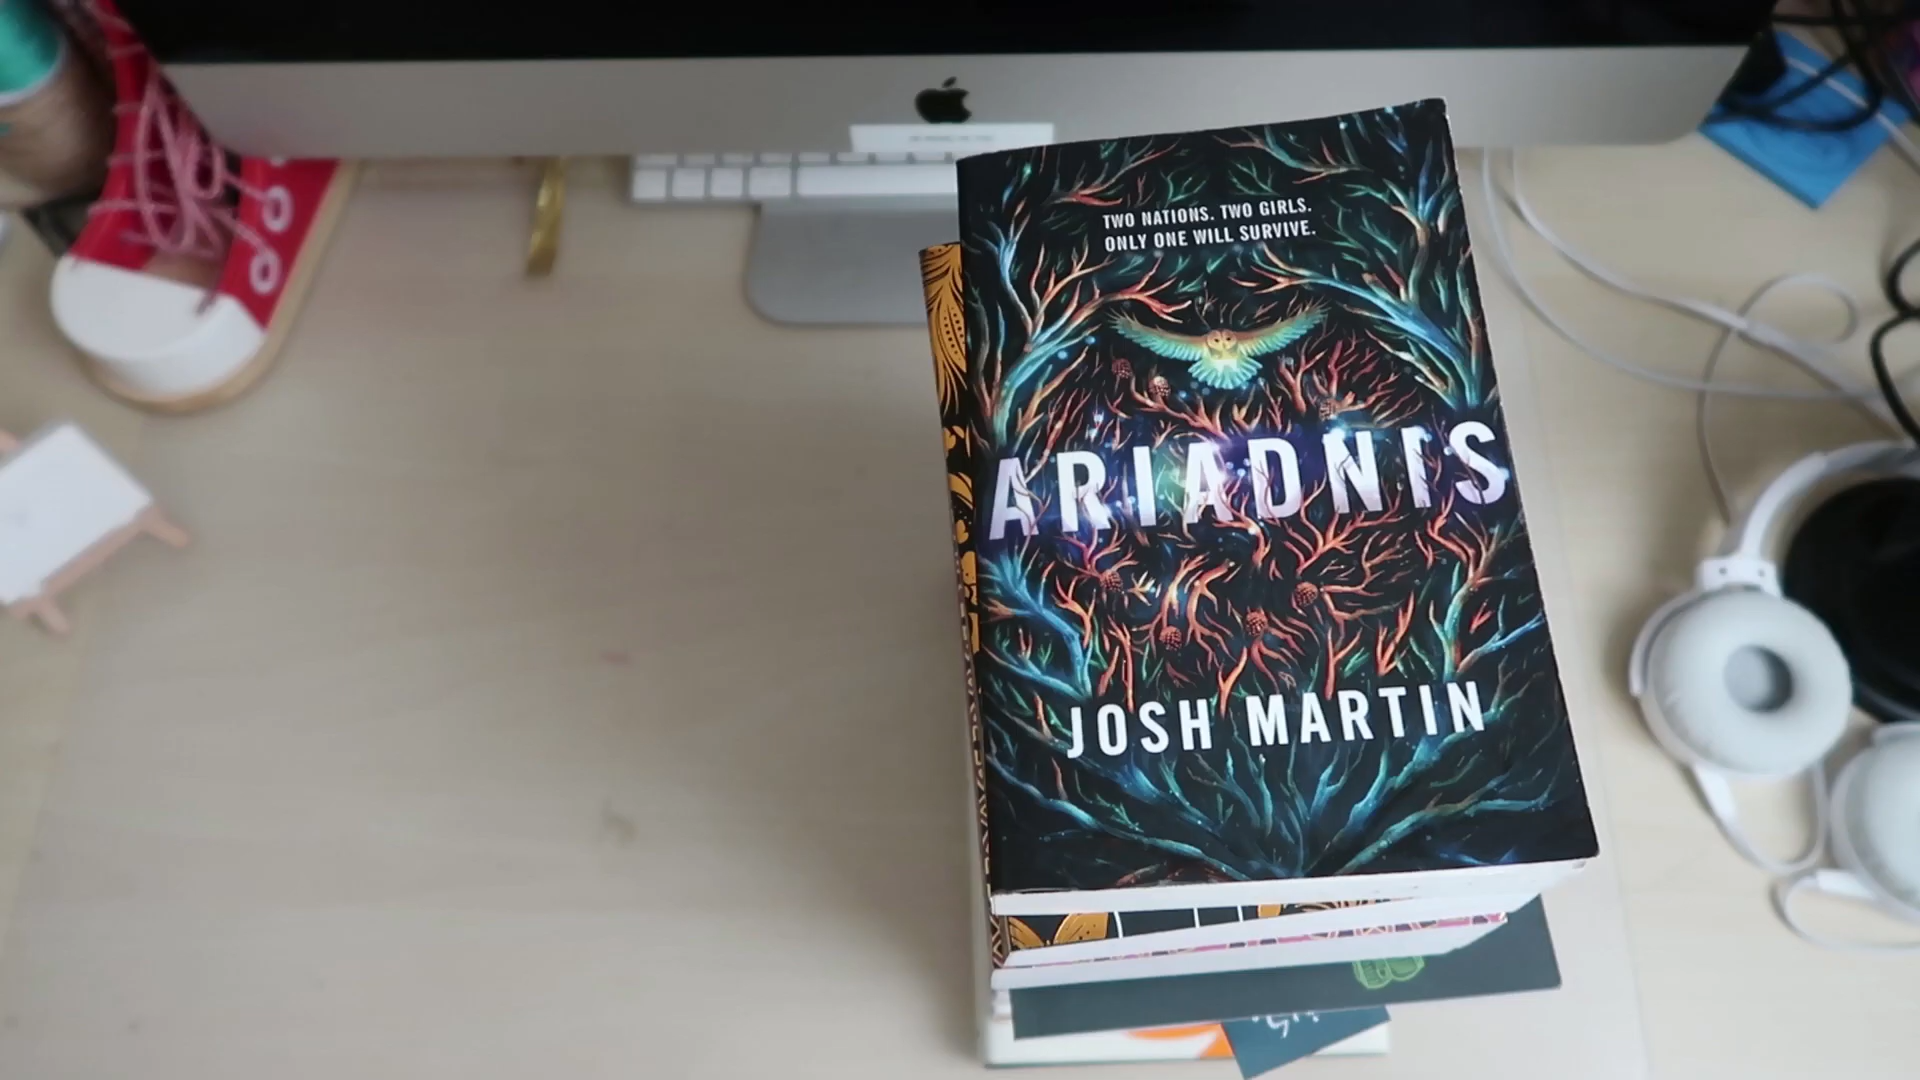 TWO NATIONS. TWO GIRLS.
ONLY ONE WILL SURVIVE.
ARIADNIS
JOSH MARTIN